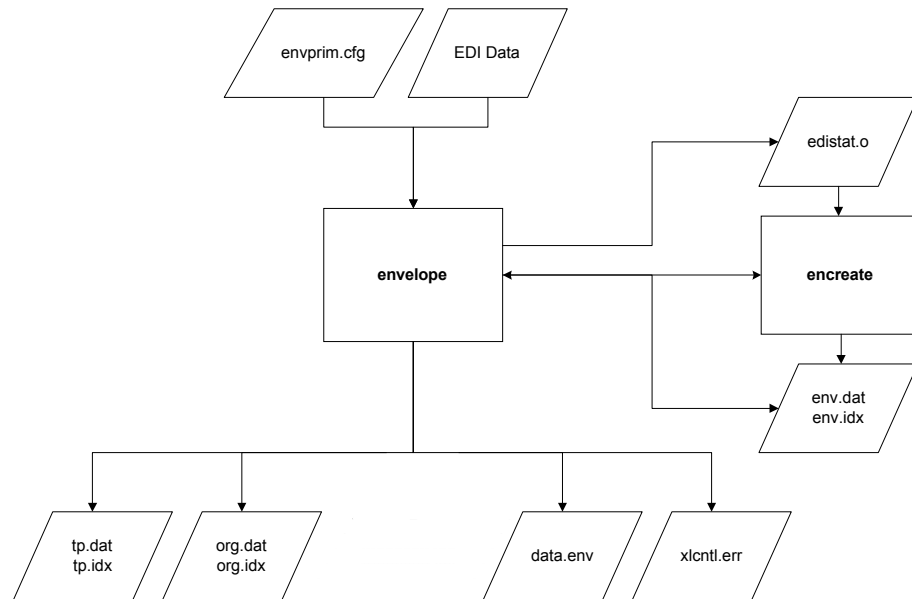 envprim.cfg
EDI Data
edistat.o
envelope
encreate
env.dat
env.idx
tp.dat
tp.idx
org.dat
org.idx
data.env
xlcntl.err